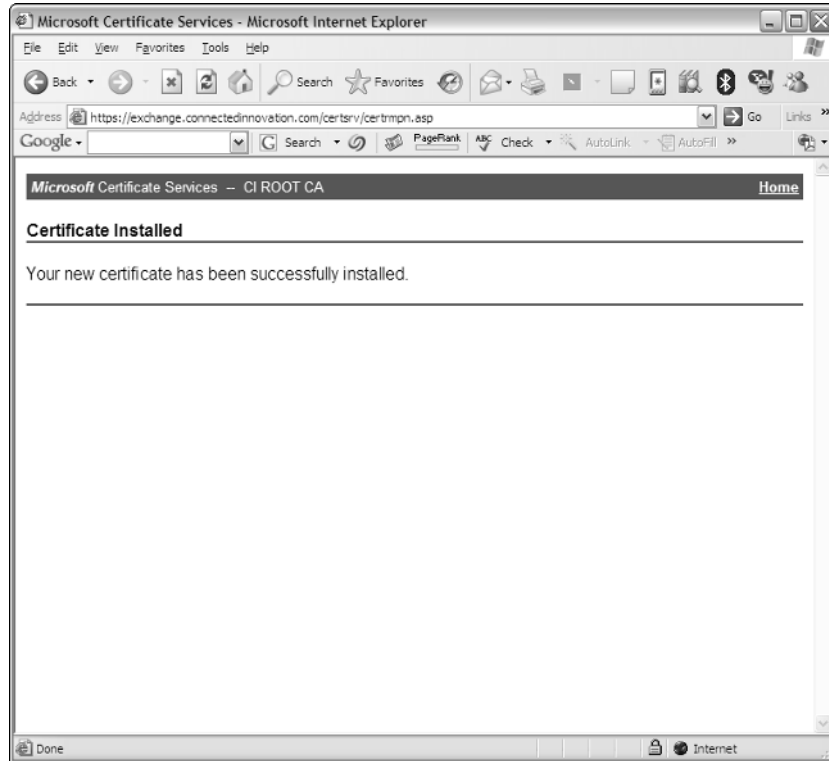 Microsoft Certificate Services - Microsoft Internet Explorer
File Edit View Favorites Tools Help
Back Search Favorites
Address https://exchange.connectedinnovation.com/certsrv/certrmpn.asp Go Links »
Google G Search PageRank ABC Check AutoLink AutoFill »
Microsoft Certificate Services -- CI ROOT CA Home
Certificate Installed
Your new certificate has been successfully installed.
Done Internet